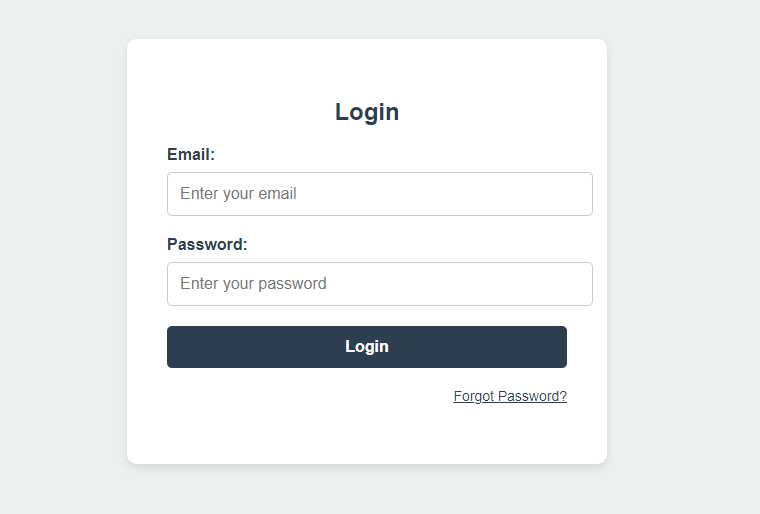 Login
Email:
Enter your email
Password:
Enter your password
Login
Forgot Password?